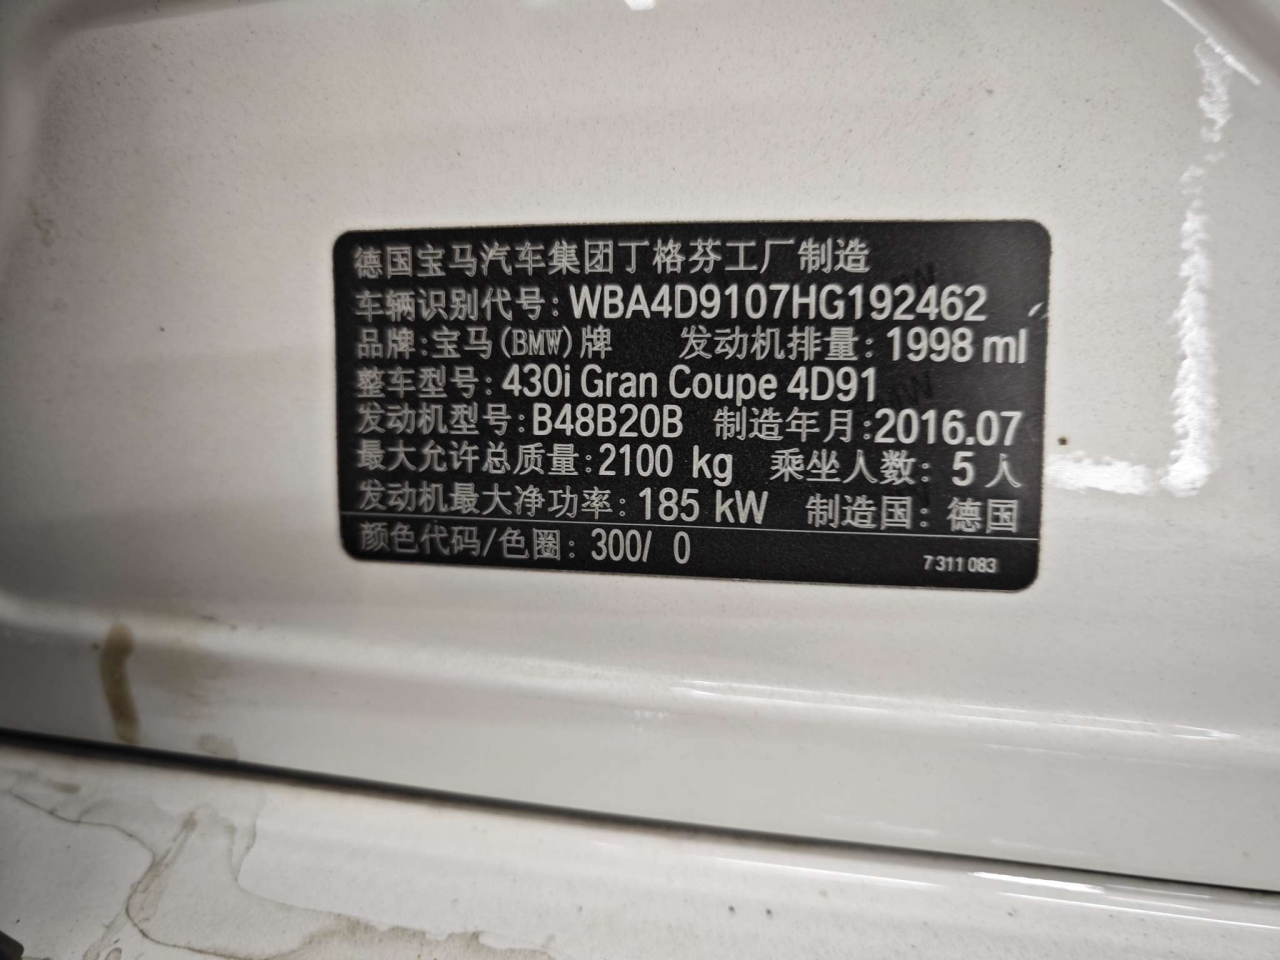 德国宝马汽车集团丁格芬工厂制造
车辆识别代号: WBA4D9107HG192462
品牌:宝马(BMW)牌 发动机排量: 1998 ml
整车型号: 430i Gran Coupe 4D91
发动机型号: B48B20B 制造年月:2016.07
最大允许总质量:2100 kg 乘坐人数: 5人
发动机最大净功率: 185 kW 制造国: 德国
颜色代码/色圈: 300/ 0
7 311 083